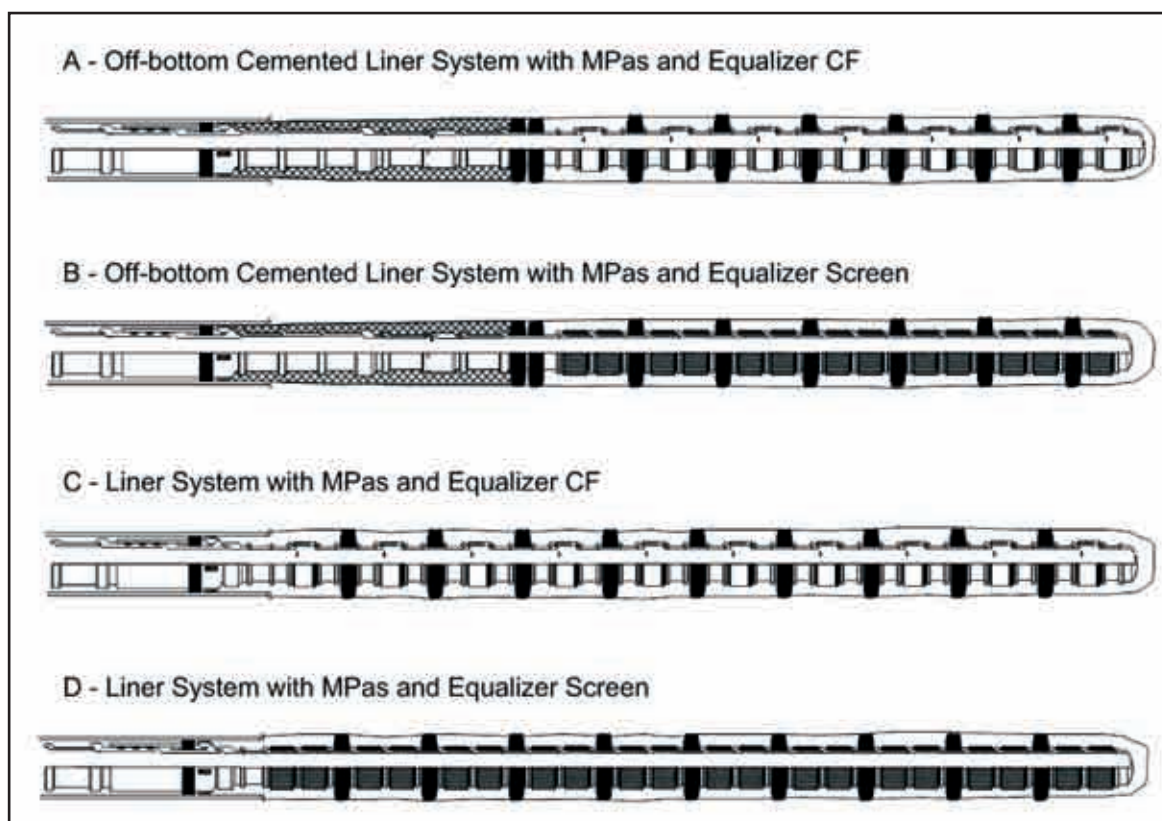 A - Off-bottom Cemented Liner System with MPas and Equalizer CF
B - Off-bottom Cemented Liner System with MPas and Equalizer Screen
C - Liner System with MPas and Equalizer CF
D - Liner System with MPas and Equalizer Screen